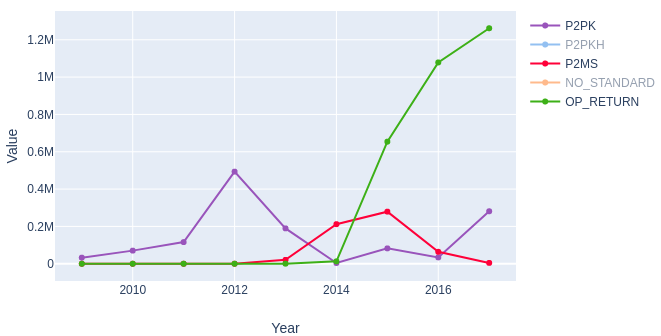 1.2M
1M
0.8M
0.6M
0.4M
0.2M
0
Value
2010
2012
2014
2016
Year
P2PK
P2PKH
P2MS
NO_STANDARD
OP_RETURN